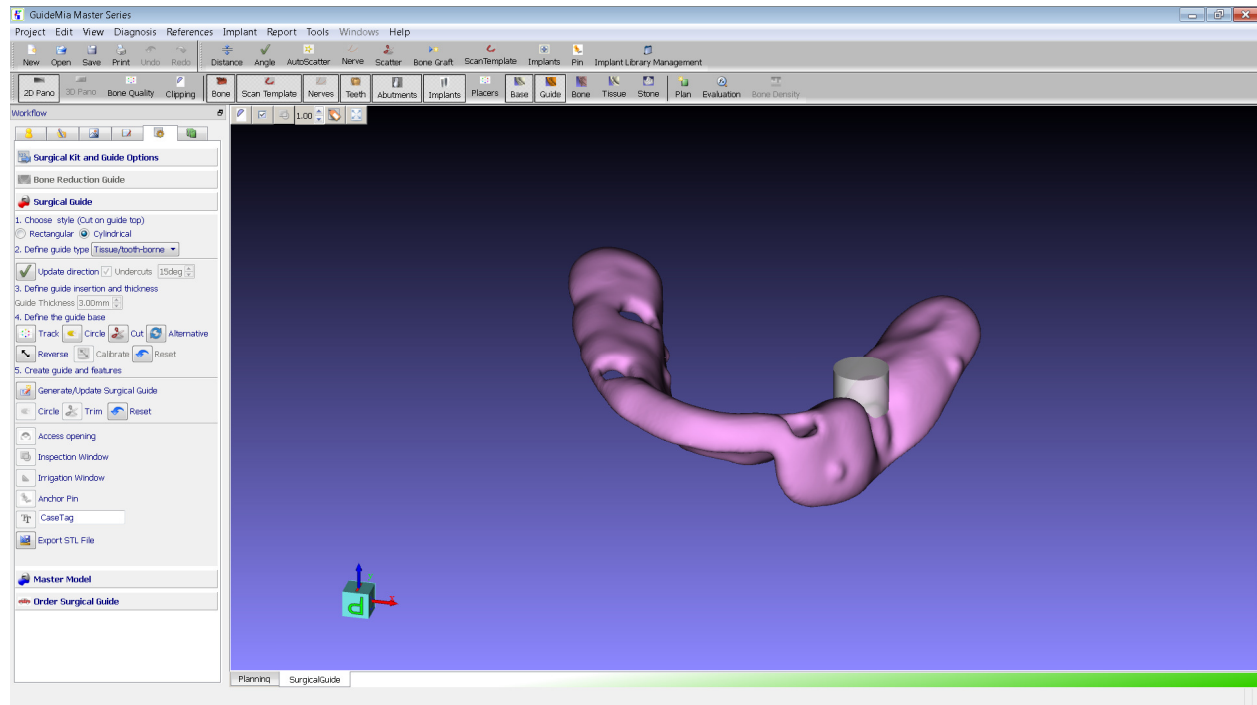 GuideMia Master Series
Project Edit View Diagnosis References Implant Report Tools Windows Help
New Open Save Print Undo Redo Distance Angle AutoScatter Nerve Scatter Bone Graft ScanTemplate Implants Pin Implant Library Management
2D Pano 3D Pano Bone Quality Clipping Bone Scan Template Nerves Teeth Abutments Implants Placers Base Guide Bone Tissue Stone Plan Evaluation Bone Density
Workflow
1.00
Surgical Kit and Guide Options
Bone Reduction Guide
Surgical Guide
1. Choose style (Cut on guide top)
Rectangular Cylindrical
2. Define guide type Tissue/tooth-borne
Update direction Undercuts 15deg
3. Define guide insertion and thickness
Guide Thickness 3.00mm
4. Define the guide base
Track Circle Cut Alternative
Reverse Calibrate Reset
5. Create guide and features
Generate/Update Surgical Guide
Circle Trim Reset
Access opening
Inspection Window
Irrigation Window
Anchor Pin
CaseTag
Export STL File
Master Model
Order Surgical Guide
P
Planning SurgicalGuide